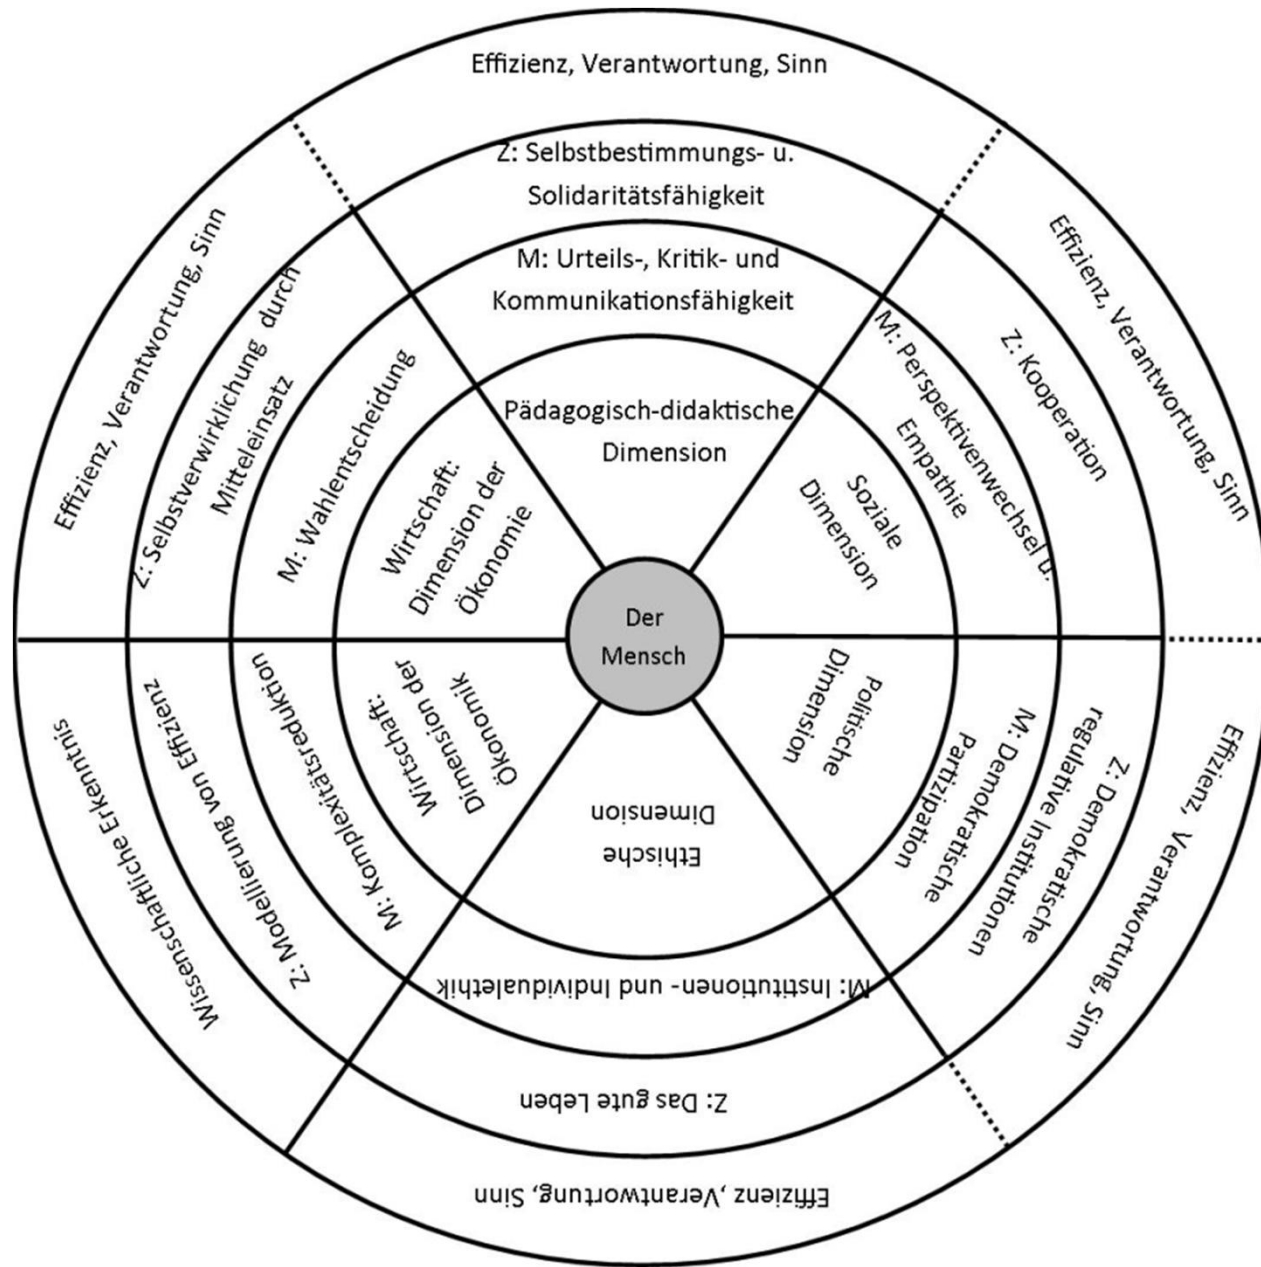 Effizienz, Verantwortung, Sinn
Z: Selbstbestimmungs- u.
Solidaritätsfähigkeit
M: Urteils-, Kritik- und
Kommunikationsfähigkeit
Pädagogisch-didaktische
Dimension
Effizienz, Verantwortung, Sinn
Z: Kooperation
M: Perspektivenwechsel u.
Empathie
Soziale
Dimension
Effizienz, Verantwortung, Sinn
Z: Demokratische
regulative Institutionen
M: Demokratische
Partizipation
Politische
Dimension
Effizienz, Verantwortung, Sinn
Z: Das gute Leben
M: Institutionen- und Individualethik
Ethische
Dimension
Wissenschaftliche Erkenntnis
Z: Modellierung von Effizienz
M: Komplexitätsreduktion
Wirtschaft:
Dimension der
Ökonomik
Effizienz, Verantwortung, Sinn
Z: Selbstverwirklichung durch
Mitteleinsatz
M: Wahlentscheidung
Wirtschaft:
Dimension der
Ökonomie
Der
Mensch